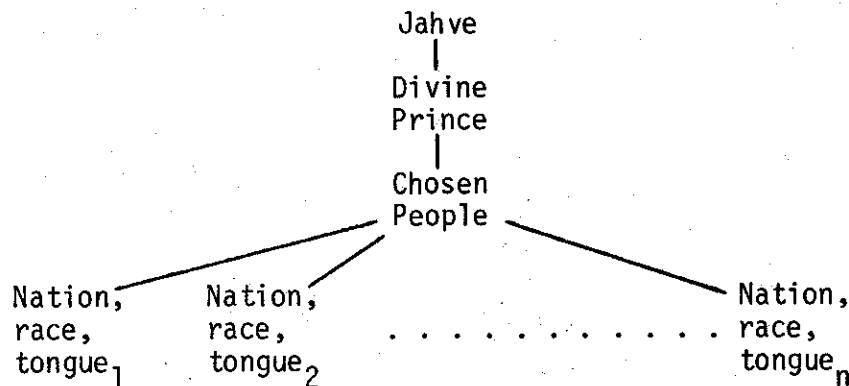 Jahve
Divine
Prince
Chosen
People
Nation, Nation, Nation,
race, race, . . . . . . . . . . . . race,
tongue₁ tongue₂ tongueₙ